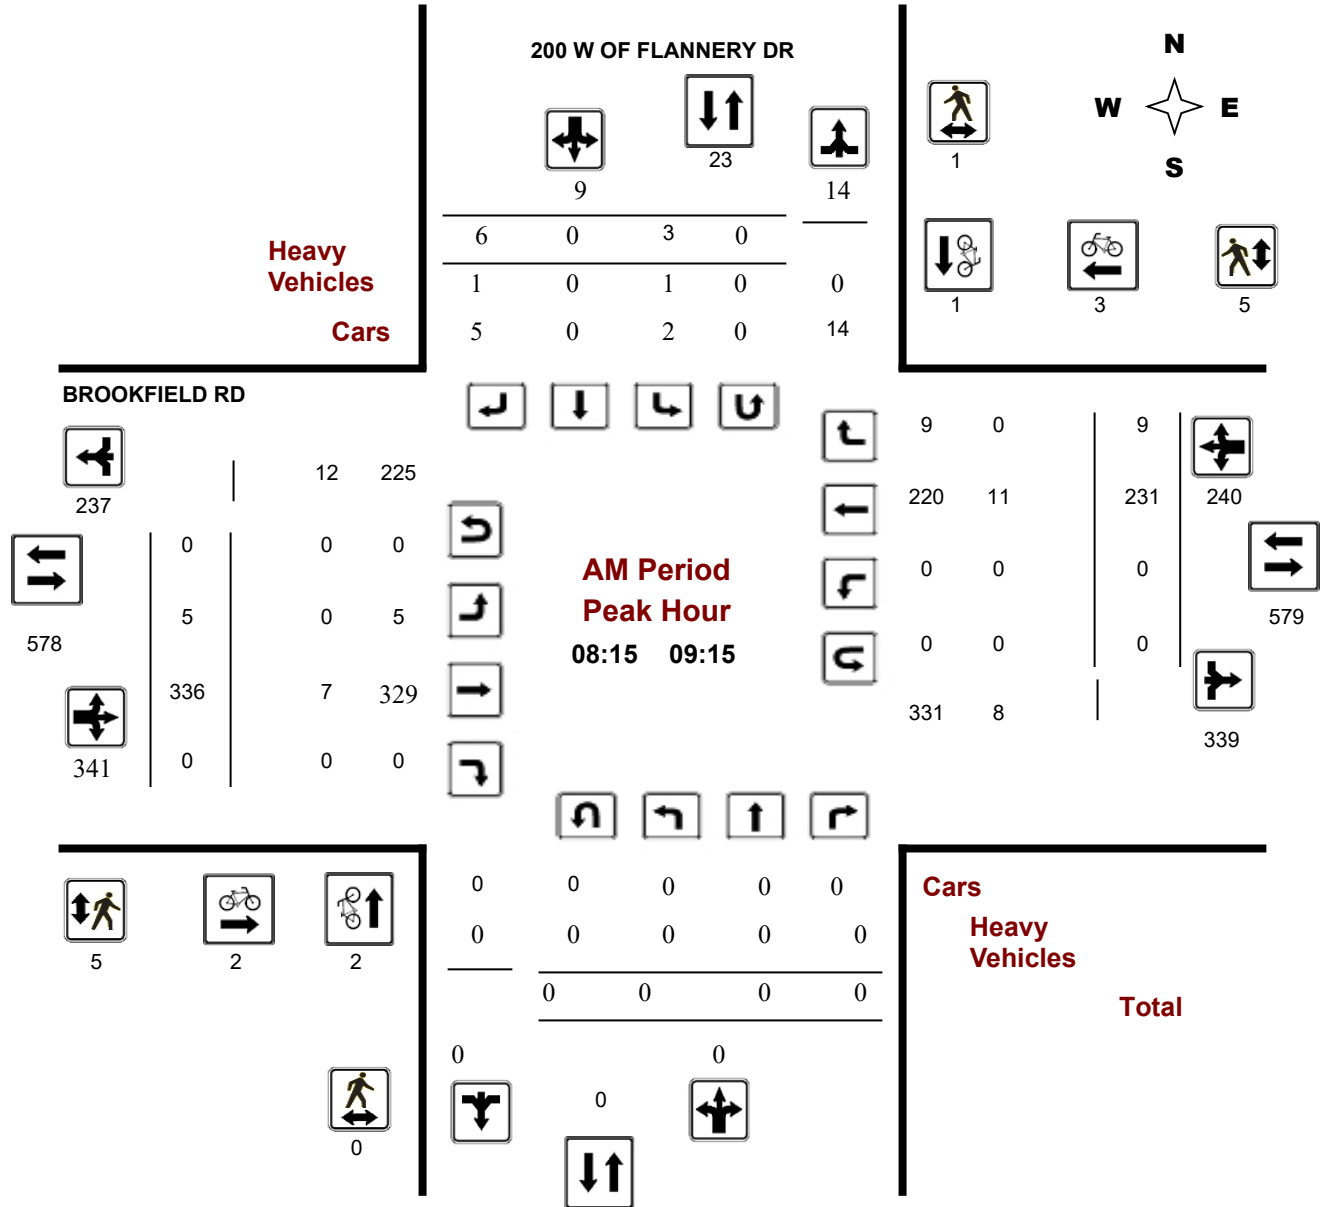 200 W OF FLANNERY DR
N
W E
S
23
1
9 14
6 0 3 0
Heavy
Vehicles
1 0 1 0 0
1 3 5
Cars
5 0 2 0 14
BROOKFIELD RD
9 0 9
12 225
237
220 11 231 240
0 0 0
AM Period
0 0 0
Peak Hour
5 0 5
579
578
08:15 09:15
0 0 0
336 7 329
331 8
339
341 0 0 0
0 0 0 0 0
Cars
0 0 0 0 0
Heavy
Vehicles
5 2 2
0 0 0 0
Total
0 0
0
0